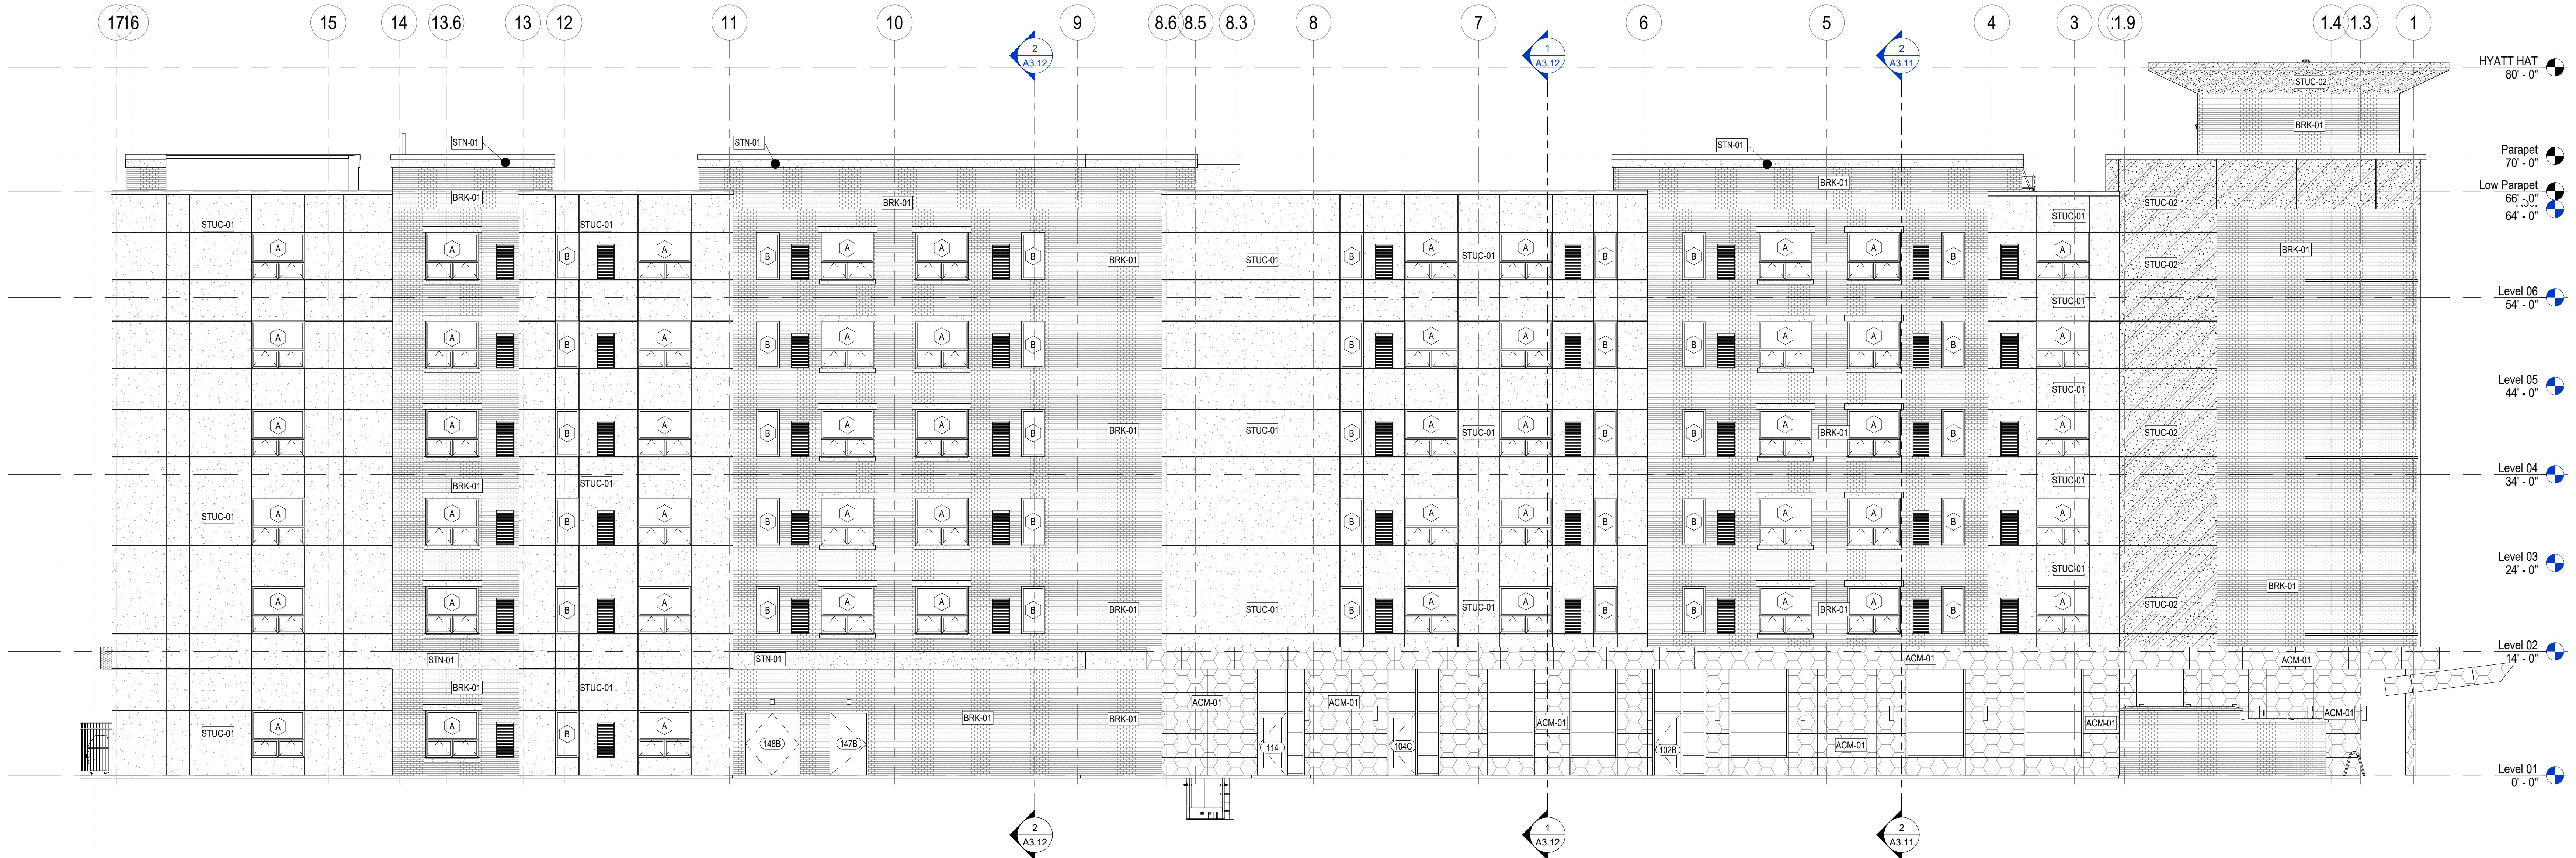 17 16 15 14 13.6 13 12 11 10 9 8.6 8.5 8.3 8 7 6 5 4 3 1.9 1.4 1.3 1
2 1 2
A3.12 A3.12 A3.11
HYATT HAT
80' - 0"
STUC-02
BRK-01
STN-01 STN-01 STN-01
Parapet
70' - 0"
BRK-01 BRK-01 BRK-01
Low Parapet
66' - 0"
STUC-02
64' - 0"
STUC-01 STUC-01 STUC-01
A A B A B A A B B A A B B A A B A
BRK-01 STUC-01 STUC-01 BRK-01
STUC-02
Level 06
54' - 0"
STUC-01
A A B A B A A B B A A B B A A B A
Level 05
44' - 0"
STUC-01
A A B A B A A B B A A B B A A B A
BRK-01 STUC-01 STUC-01 BRK-01 STUC-02
Level 04
34' - 0"
BRK-01 STUC-01 STUC-01
STUC-01
A A B A B A A B B A A B B A A B A
Level 03
24' - 0"
STUC-01
BRK-01
A A B A B A A B B A A B B A A B A
BRK-01 STUC-01 STUC-01 BRK-01 STUC-02
Level 02
14' - 0"
STN-01 STN-01 ACM-01 ACM-01
BRK-01 STUC-01
ACM-01 ACM-01
BRK-01 BRK-01 ACM-01 ACM-01 ACM-01
STUC-01
A A B A
148B 147B 114 104C 102B ACM-01
Level 01
0' - 0"
2 1 2
A3.12 A3.12 A3.11